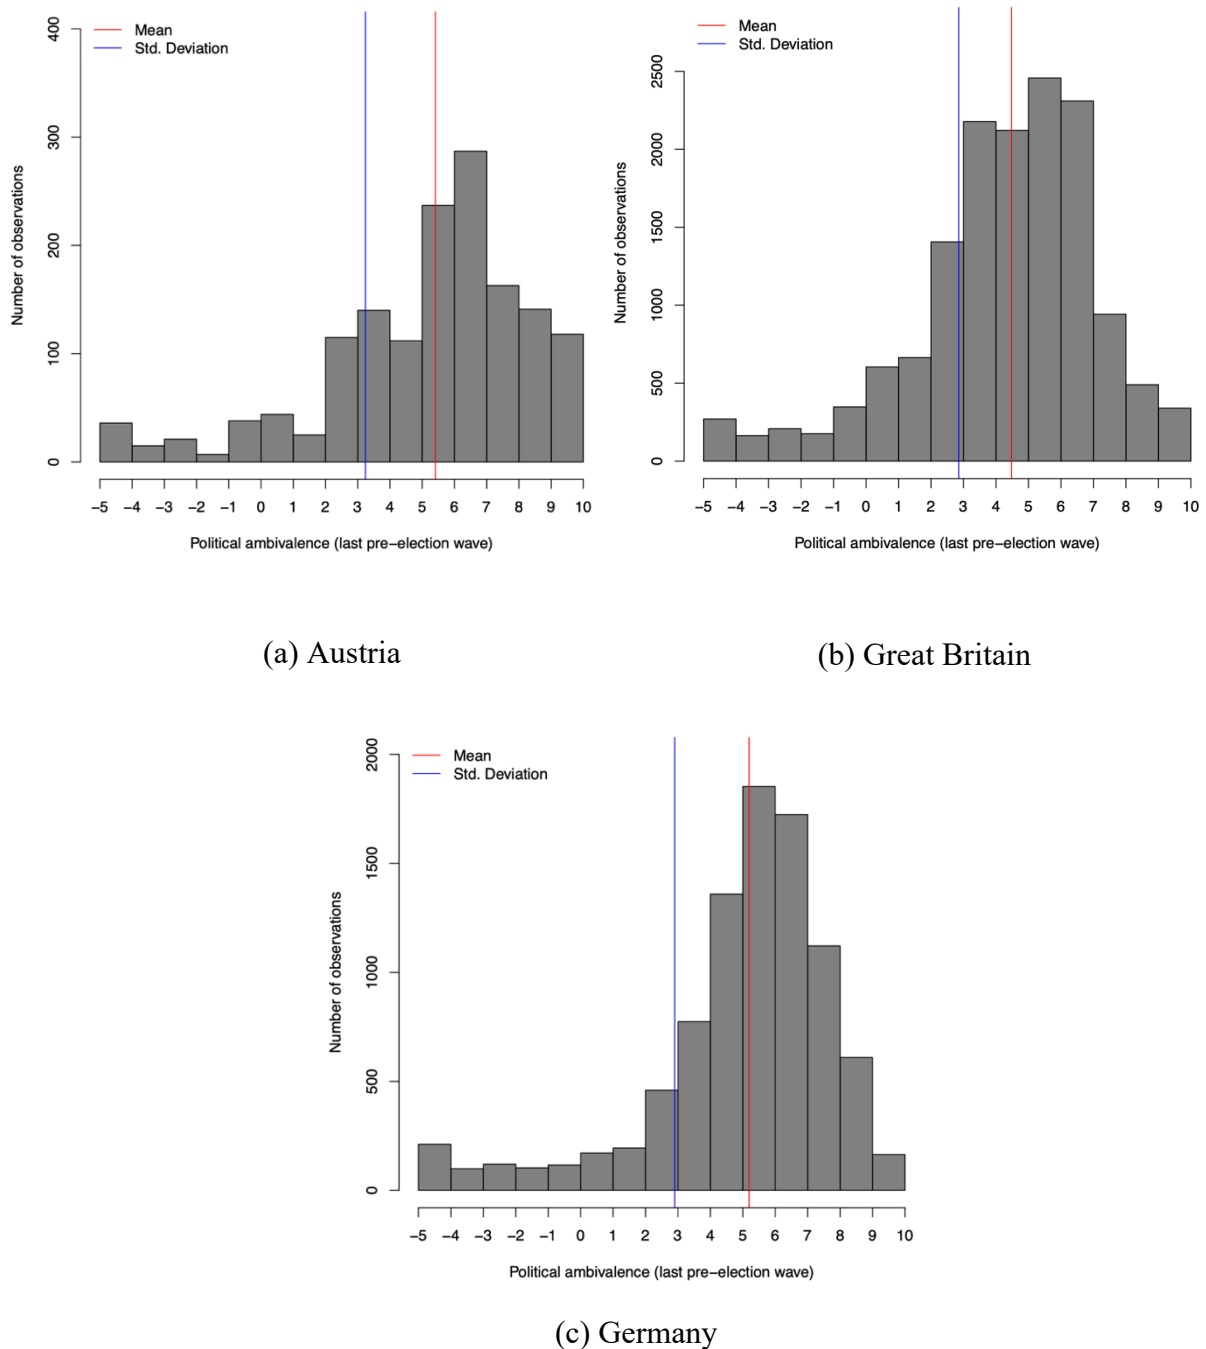 Mean
Std. Deviation
400
300
200
100
0
Number of observations
−5 −4 −3 −2 −1 0 1 2 3 4 5 6 7 8 9 10
Political ambivalence (last pre−election wave)
(a) Austria
Mean
Std. Deviation
2500
2000
1500
1000
500
0
Number of observations
−5 −4 −3 −2 −1 0 1 2 3 4 5 6 7 8 9 10
Political ambivalence (last pre−election wave)
(b) Great Britain
Mean
Std. Deviation
2000
1500
1000
500
0
Number of observations
−5 −4 −3 −2 −1 0 1 2 3 4 5 6 7 8 9 10
Political ambivalence (last pre−election wave)
(c) Germany